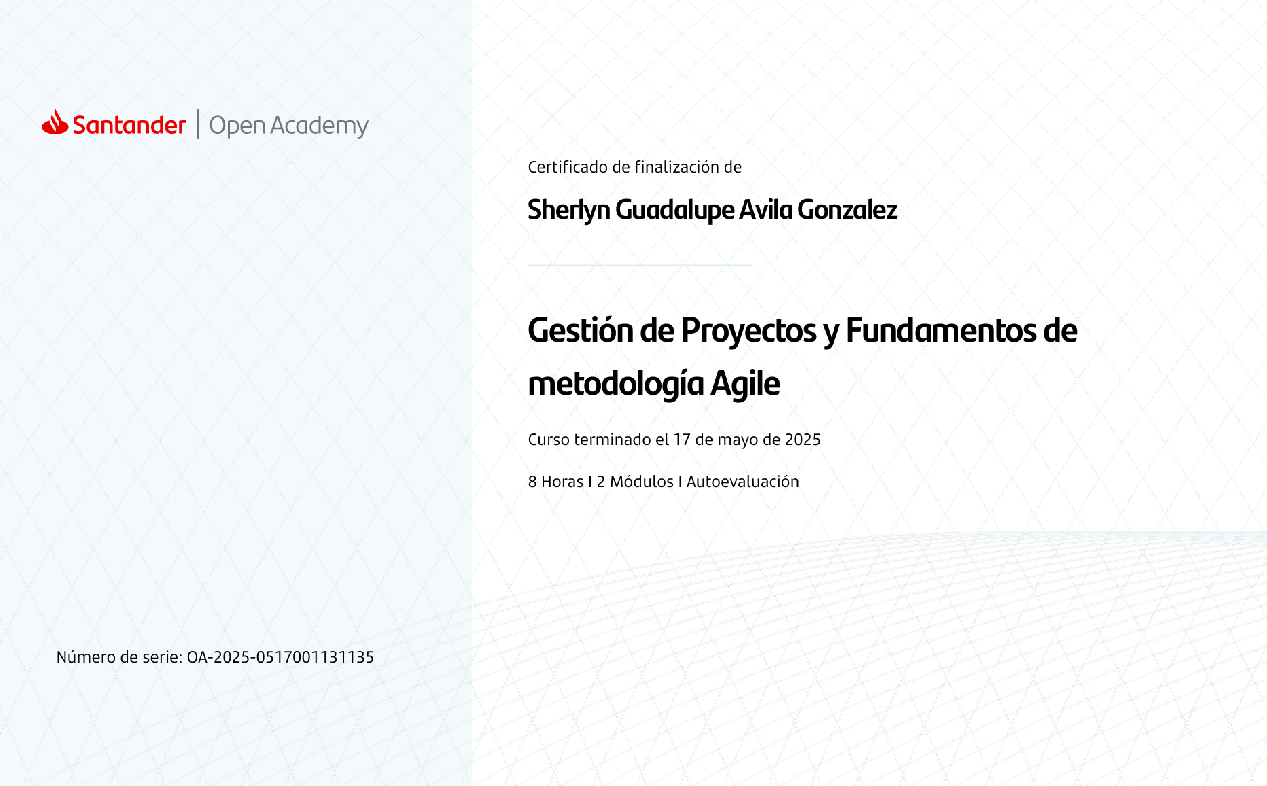 Santander | Open Academy
Certificado de finalización de
Sherlyn Guadalupe Avila Gonzalez
Gestión de Proyectos y Fundamentos de
metodología Agile
Curso terminado el 17 de mayo de 2025
8 Horas I 2 Módulos I Autoevaluación
Número de serie: OA-2025-0517001131135